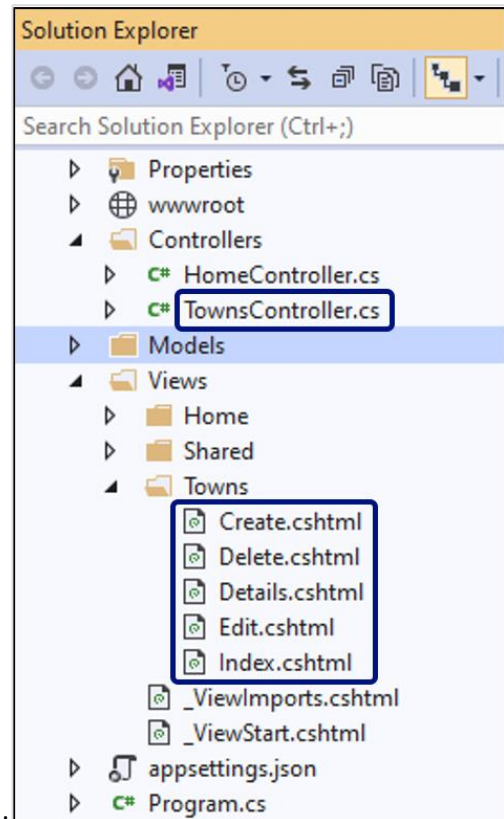 Solution Explorer
Search Solution Explorer (Ctrl+;)
Properties
wwwroot
Controllers
C# HomeController.cs
C# TownsController.cs
Models
Views
Home
Shared
Towns
Create.cshtml
Delete.cshtml
Details.cshtml
Edit.cshtml
Index.cshtml
_ViewImports.cshtml
_ViewStart.cshtml
appsettings.json
C# Program.cs